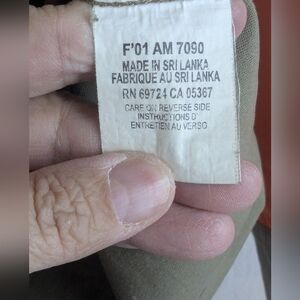 F'01 AM 7090
MADE IN SRI LANKA
FABRIQUE AU SRI LANKA
RN 69724 CA 05367
CARE ON REVERSE SIDE
INSTRUCTIONS D'
ENTRETIEN AU VERSO